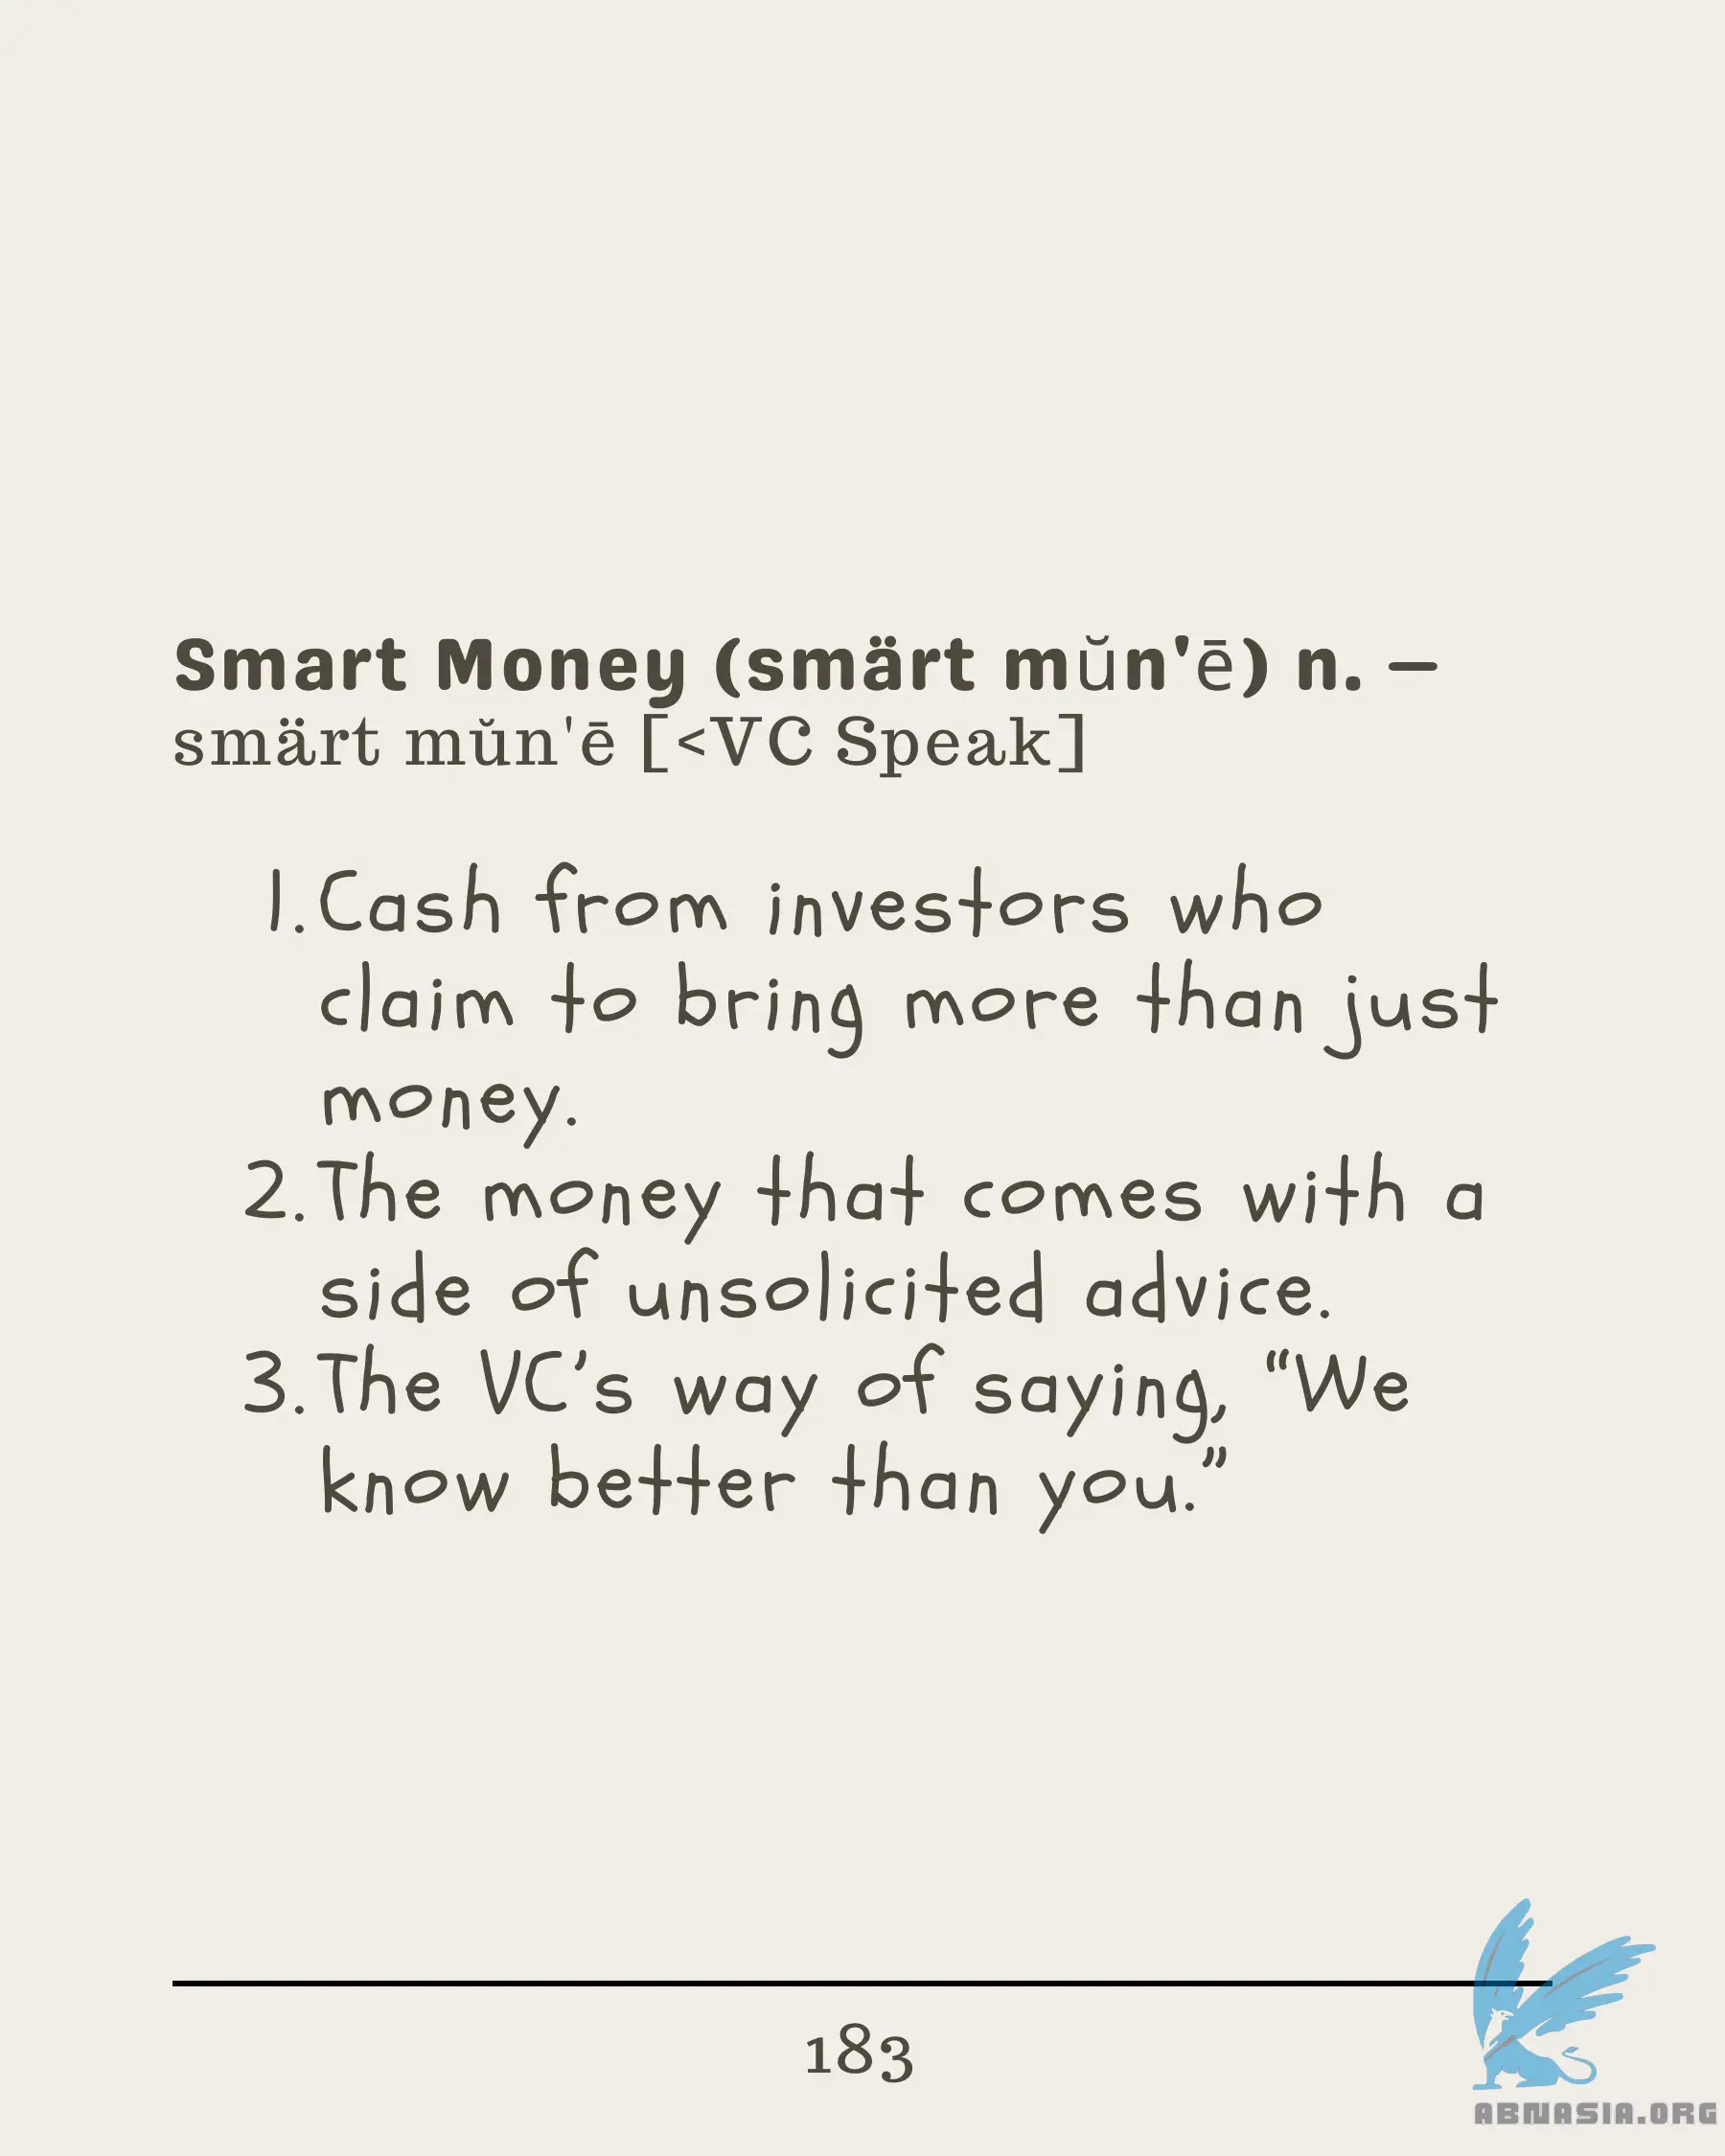 Smart Money (smärt mŭn'ē) n. —
smärt mŭn'ē [<VC Speak]
1. Cash from investors who
claim to bring more than just
money.
2. The money that comes with a
side of unsolicited advice.
3. The VC’s way of saying, “We
know better than you.”
183
ABNASIA.ORG